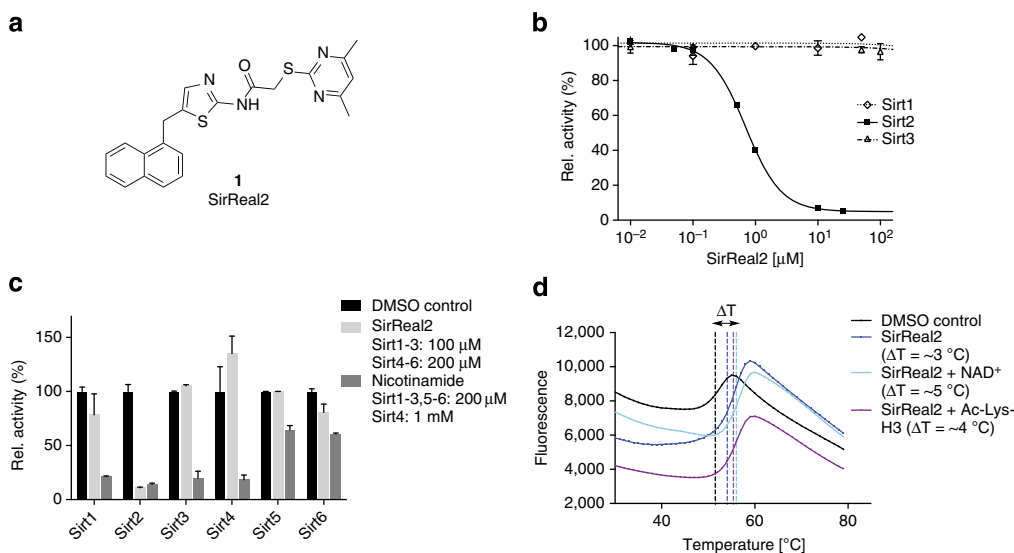 a
N
S
O
NH
S
N
N
1
SirReal2
b
Rel. activity (%)
100
80
60
40
20
0
10⁻²
10⁻¹
10⁰
10¹
10²
SirReal2 [μM]
Sirt1
Sirt2
Sirt3
c
Rel. activity (%)
150
100
50
0
Sirt1
Sirt2
Sirt3
Sirt4
Sirt5
Sirt6
DMSO control
SirReal2
Sirt1-3: 100 μM
Sirt4-6: 200 μM
Nicotinamide
Sirt1-3,5-6: 200 μM
Sirt4: 1 mM
d
ΔT
Fluorescence
12,000
10,000
8,000
6,000
4,000
2,000
40
60
80
Temperature [°C]
DMSO control
SirReal2
(ΔT = ~3 °C)
SirReal2 + NAD⁺
(ΔT = ~5 °C)
SirReal2 + Ac-Lys-
H3 (ΔT = ~4 °C)